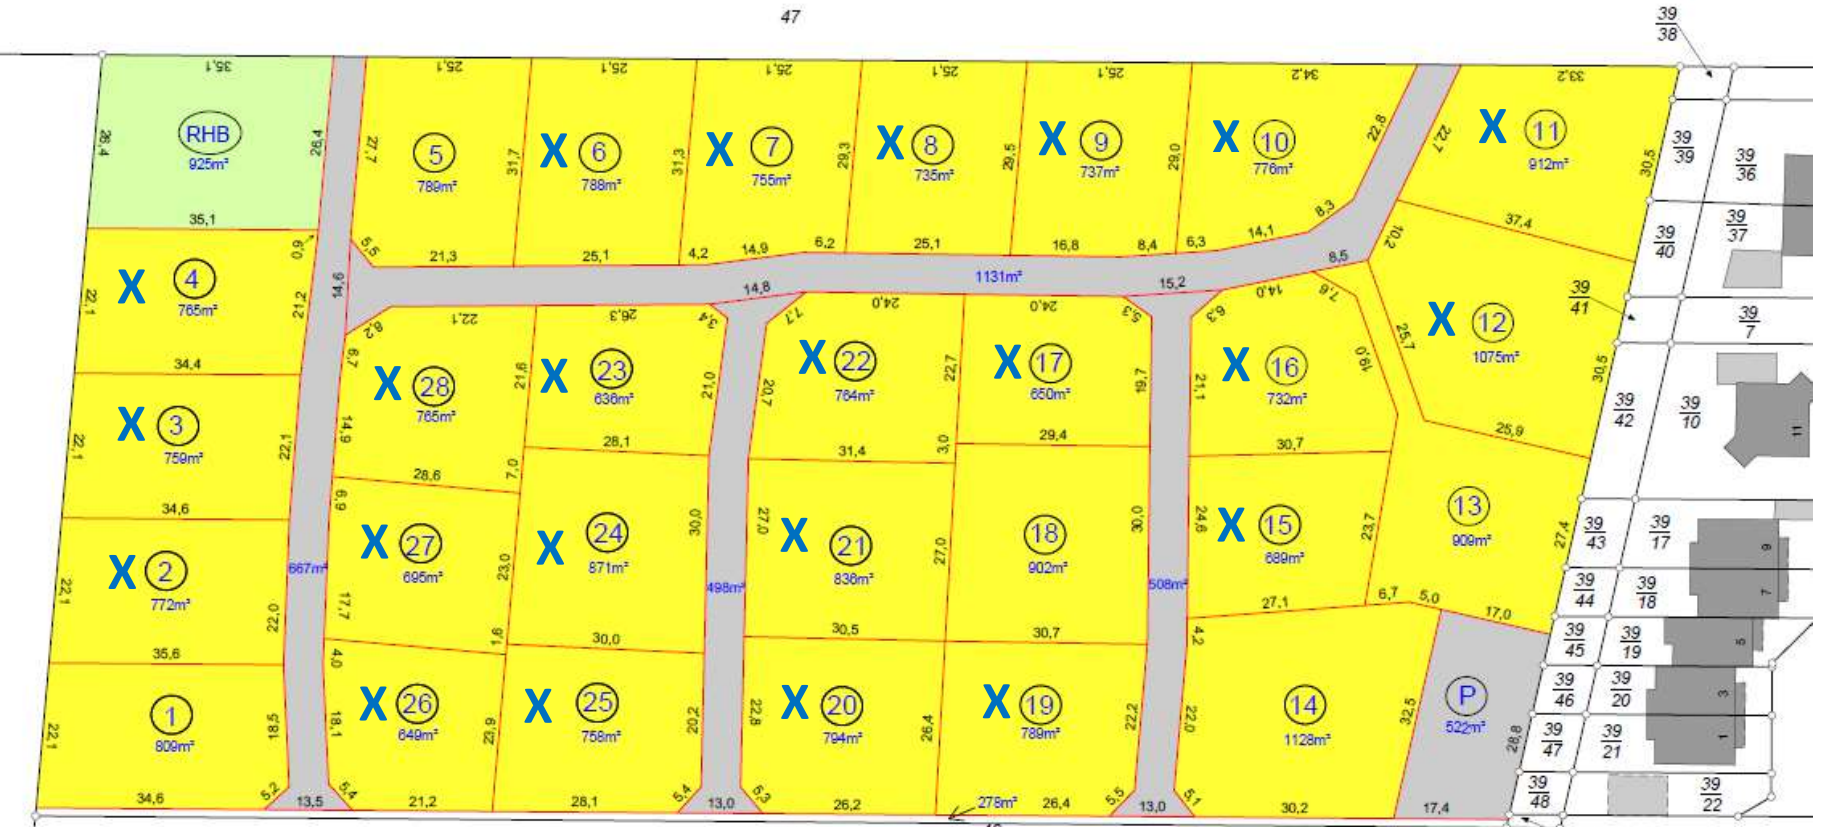 47
39
38
35,1
25,1
25,1
25,1
25,1
25,1
34,2
33,2
RHB
925m²
26,4
26,4
35,1
27,7
5
789m²
31,7
X 6
788m²
31,3
X 7
755m²
29,3
X 8
735m²
29,5
X 9
737m²
29,0
X 10
776m²
22,8
22,7
X 11
912m²
30,5
39
39
39
36
0,9
5,5
21,3
25,1
4,2
14,9
6,2
25,1
16,8
8,4
6,3
14,1
8,3
10,2
37,4
39
40
39
37
X 4
765m²
22,1
21,2
14,9
14,8
1131m²
15,2
8,5
39
41
39
7
34,4
8,2
22,1
26,3
3,4
7,7
24,0
24,0
5,3
6,3
14,0
7,6
6,7
X 28
765m²
21,6
X 23
636m²
21,0
20,7
X 22
764m²
22,7
X 17
650m²
19,7
21,1
X 16
732m²
19,0
25,7
X 12
1075m²
30,5
39
42
39
10
11
X 3
759m²
22,1
22,1
14,9
28,6
7,0
28,1
31,4
3,0
29,4
30,7
25,9
34,6
6,9
X 27
695m²
23,0
X 24
871m²
30,0
27,0
X 21
836m²
27,0
18
902m²
30,0
24,6
X 15
689m²
23,7
13
909m²
27,4
39
43
39
17
9
X 2
772m²
22,1
22,0
667m²
17,7
498m²
508m²
39
44
39
18
7
35,6
4,0
1,6
30,0
30,5
30,7
27,1
4,2
6,7
5,0
17,0
39
45
39
19
5
1
809m²
22,1
18,5
18,1
X 26
649m²
23,9
X 25
758m²
20,2
22,8
X 20
794m²
26,4
X 19
789m²
22,2
22,0
14
1128m²
32,5
P
522m²
28,8
39
46
39
20
3
39
47
39
21
1
34,6
5,2
13,5
5,4
21,2
28,1
5,4
13,0
5,3
26,2
278m²
26,4
5,5
13,0
5,1
30,2
17,4
39
48
39
22